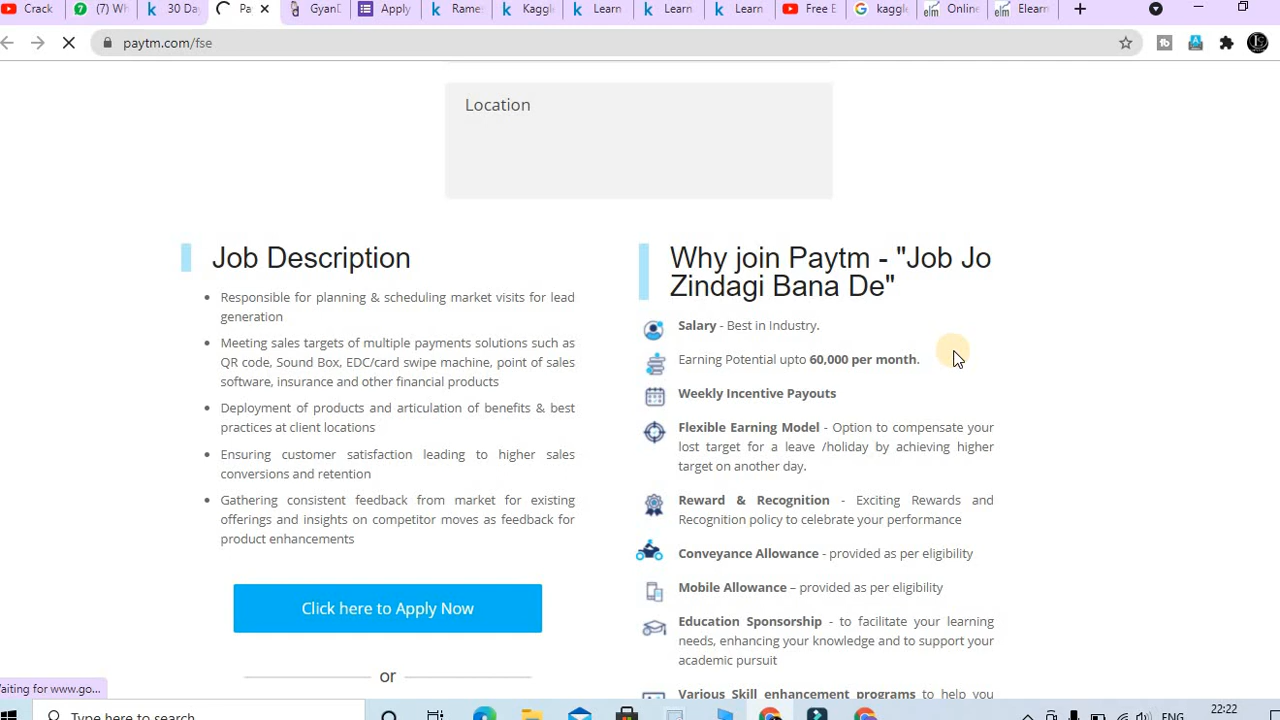 Crack
(7) (W
30 Day
Pa
GyanD
Apply
Rame
Kaggl
Learn
Learn
Learn
Free E
kaggle
Online
Elearn
paytm.com/fse
Location
Job Description
Responsible for planning & scheduling market visits for lead
generation
Meeting sales targets of multiple payments solutions such as
QR code, Sound Box, EDC/card swipe machine, point of sales
software, insurance and other financial products
Deployment of products and articulation of benefits & best
practices at client locations
Ensuring customer satisfaction leading to higher sales
conversions and retention
Gathering consistent feedback from market for existing
offerings and insights on competitor moves as feedback for
product enhancements
Click here to Apply Now
or
Why join Paytm - "Job Jo
Zindagi Bana De"
Salary - Best in Industry.
Earning Potential upto 60,000 per month.
Weekly Incentive Payouts
Flexible Earning Model - Option to compensate your
lost target for a leave /holiday by achieving higher
target on another day.
Reward & Recognition - Exciting Rewards and
Recognition policy to celebrate your performance
Conveyance Allowance - provided as per eligibility
Mobile Allowance – provided as per eligibility
Education Sponsorship - to facilitate your learning
needs, enhancing your knowledge and to support your
academic pursuit
Various Skill enhancement programs to help you
aiting for www.go...
Type here to search
ENG
22:22